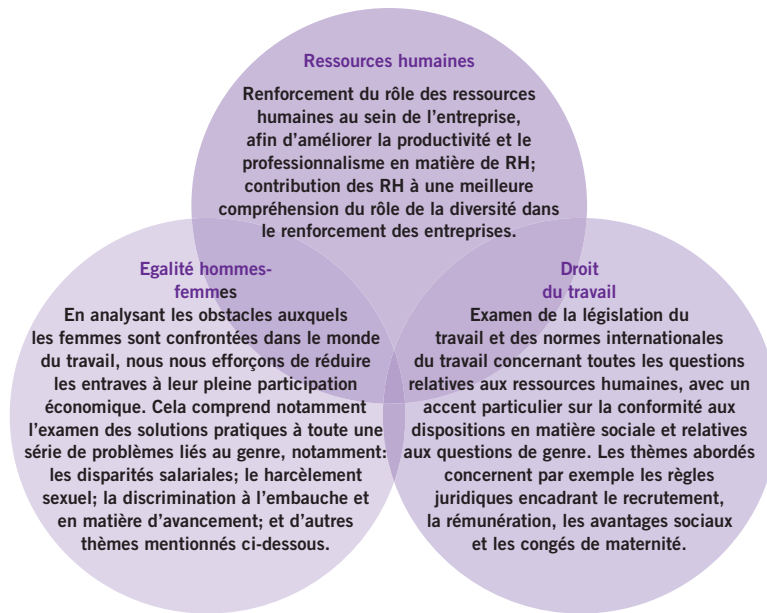 Ressources humaines
Renforcement du rôle des ressources
humaines au sein de l'entreprise,
afin d'améliorer la productivité et le
professionnalisme en matière de RH;
contribution des RH à une meilleure
compréhension du rôle de la diversité dans
le renforcement des entreprises.
Egalité hommes-
femmes
En analysant les obstacles auxquels
les femmes sont confrontées dans le monde
du travail, nous nous efforçons de réduire
les entraves à leur pleine participation
économique. Cela comprend notamment
l'examen des solutions pratiques à toute une
série de problèmes liés au genre, notamment:
les disparités salariales; le harcèlement
sexuel; la discrimination à l'embauche et
en matière d'avancement; et d'autres
thèmes mentionnés ci-dessous.
Droit
du travail
Examen de la législation du
travail et des normes internationales
du travail concernant toutes les questions
relatives aux ressources humaines, avec un
accent particulier sur la conformité aux
dispositions en matière sociale et relatives
aux questions de genre. Les thèmes abordés
concernent par exemple les règles
juridiques encadrant le recrutement,
la rémunération, les avantages sociaux
et les congés de maternité.